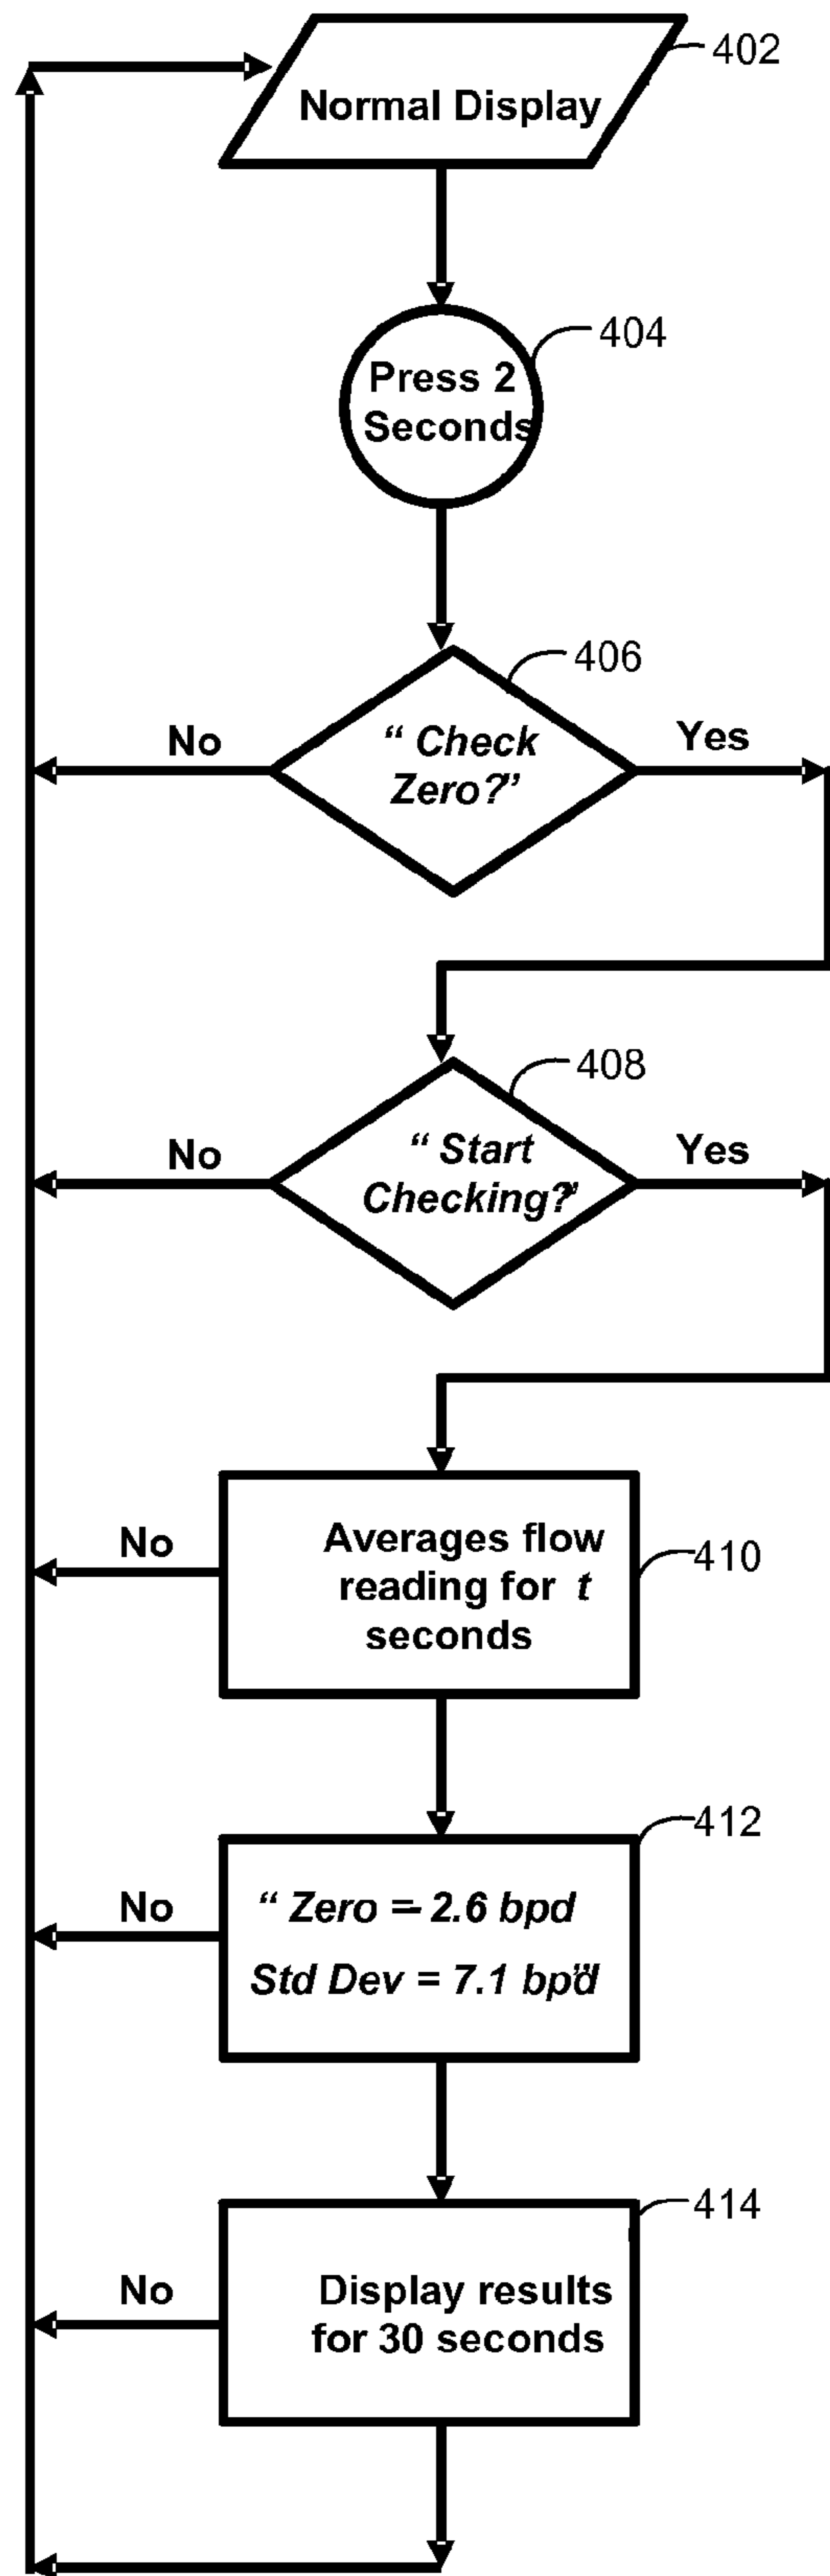 402
Normal Display
404
Press 2
Seconds
406
No
“ Check
Zero?”
Yes
408
No
“ Start
Checking?”
Yes
No
Averages flow
reading for t
seconds
410
412
No
“ Zero = - 2.6 bpd
Std Dev = 7.1 bpd”
414
No
Display results
for 30 seconds